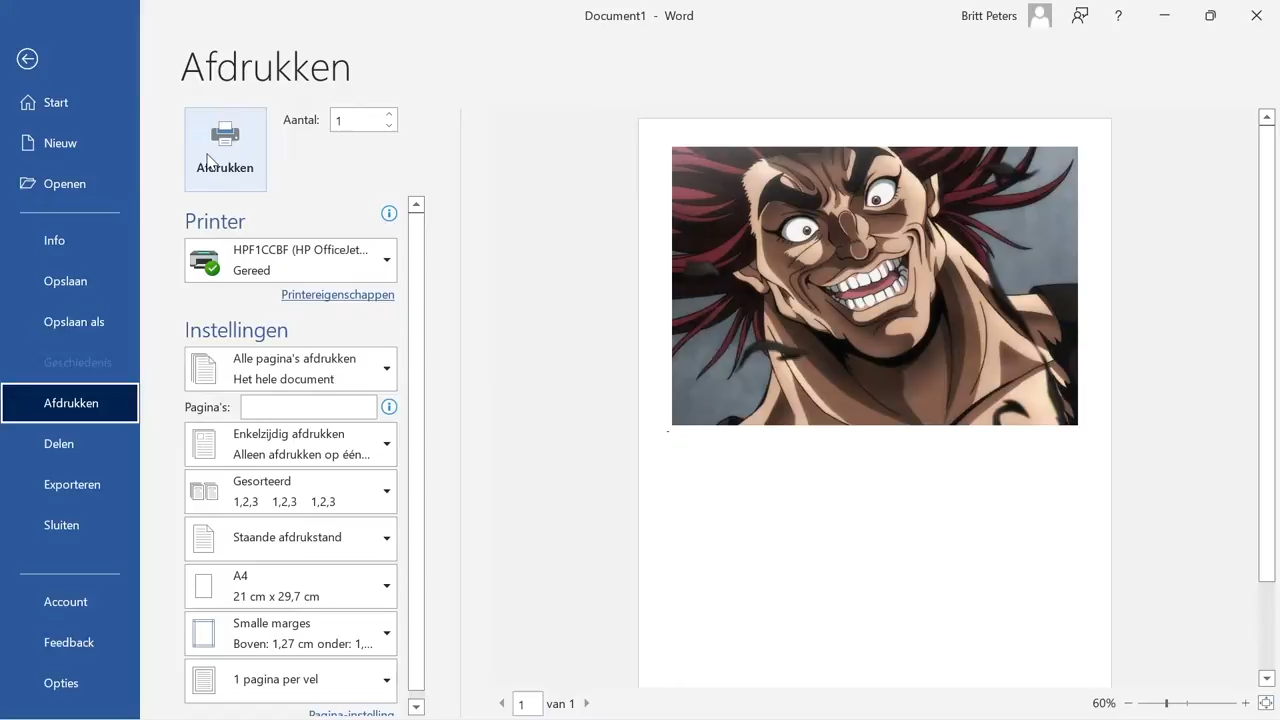 Document1 - Word
Britt Peters
?
Start
Nieuw
Openen
Info
Opslaan
Opslaan als
Geschiedenis
Afdrukken
Delen
Exporteren
Sluiten
Account
Feedback
Opties
Afdrukken
Afdrukken
Aantal: 1
Printer
HPF1CCBF (HP OfficeJet...
Gereed
Printereigenschappen
Instellingen
Alle pagina's afdrukken
Het hele document
Pagina's:
Enkelzijdig afdrukken
Alleen afdrukken op één...
Gesorteerd
1,2,3 1,2,3 1,2,3
Staande afdrukstand
A4
21 cm x 29,7 cm
Smalle marges
Boven: 1,27 cm onder: 1,...
1 pagina per vel
Pagina-instelling
1 van 1
60%